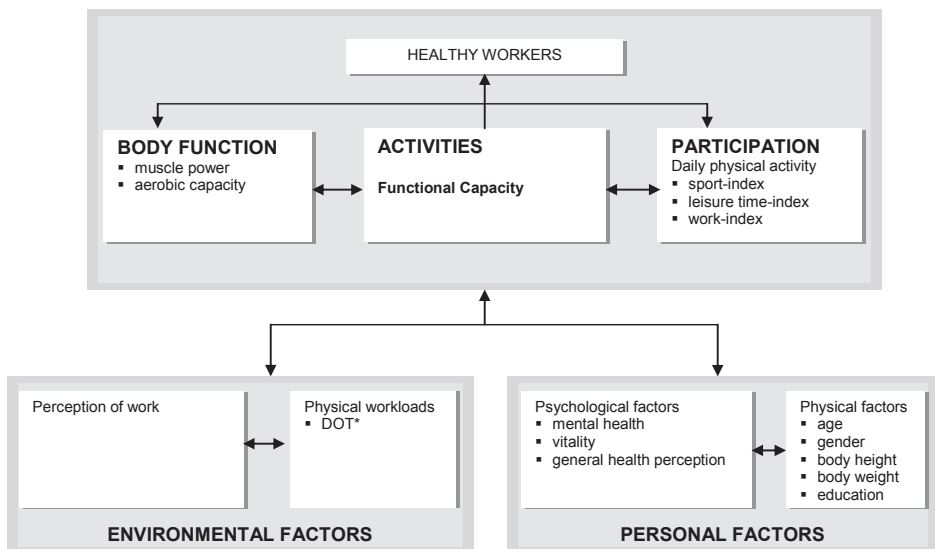 HEALTHY WORKERS
BODY FUNCTION
▪ muscle power
▪ aerobic capacity
ACTIVITIES
Functional Capacity
PARTICIPATION
Daily physical activity
▪ sport-index
▪ leisure time-index
▪ work-index
Perception of work
Physical workloads
▪ DOT*
ENVIRONMENTAL FACTORS
Psychological factors
▪ mental health
▪ vitality
▪ general health perception
Physical factors
▪ age
▪ gender
▪ body height
▪ body weight
▪ education
PERSONAL FACTORS